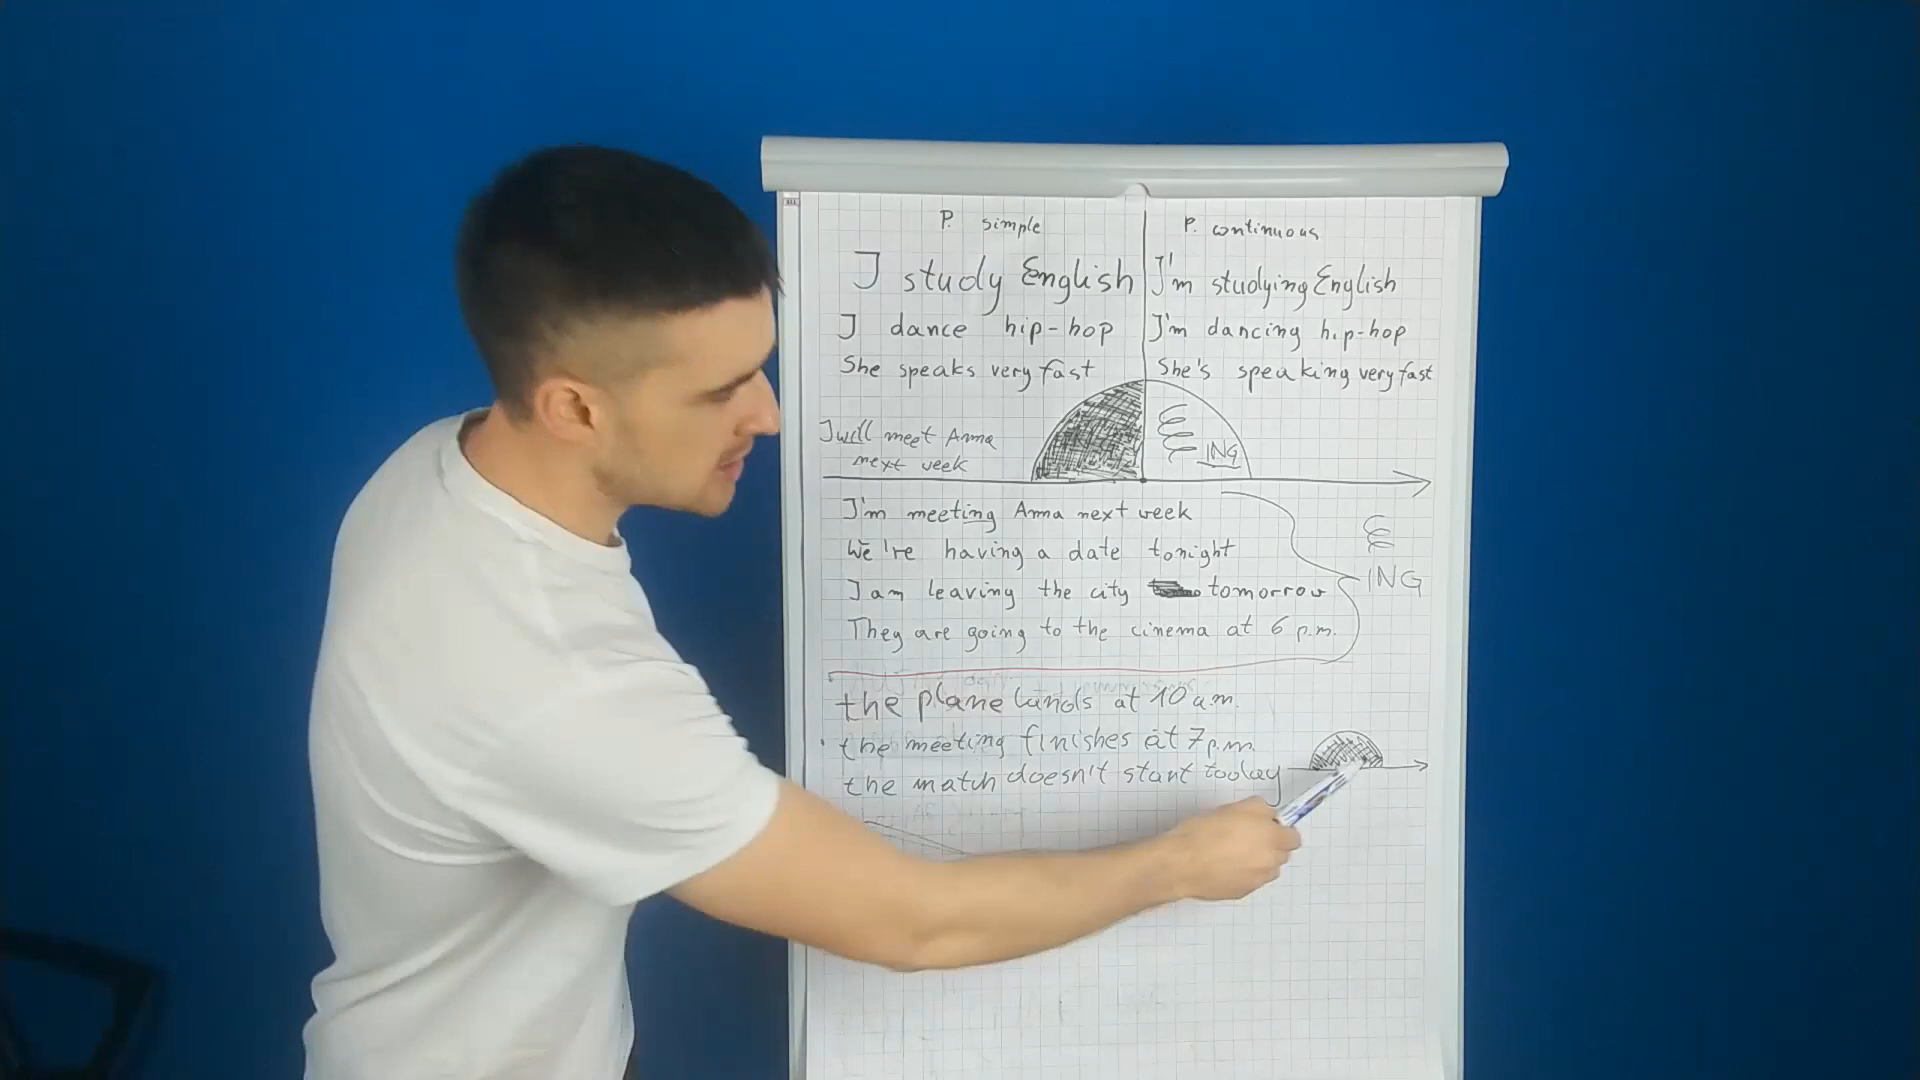 P. simple
P. continuous
I study English
I'm studying English
I dance hip-hop
I'm dancing hip-hop
She speaks very fast
She's speaking very fast
I will meet Anna
next week
ING
I'm meeting Anna next week
We're having a date tonight
I am leaving the city tomorrow
They are going to the cinema at 6 p.m.
ING
the plane lands at 10 a.m.
the meeting finishes at 7 p.m.
the match doesn't start today